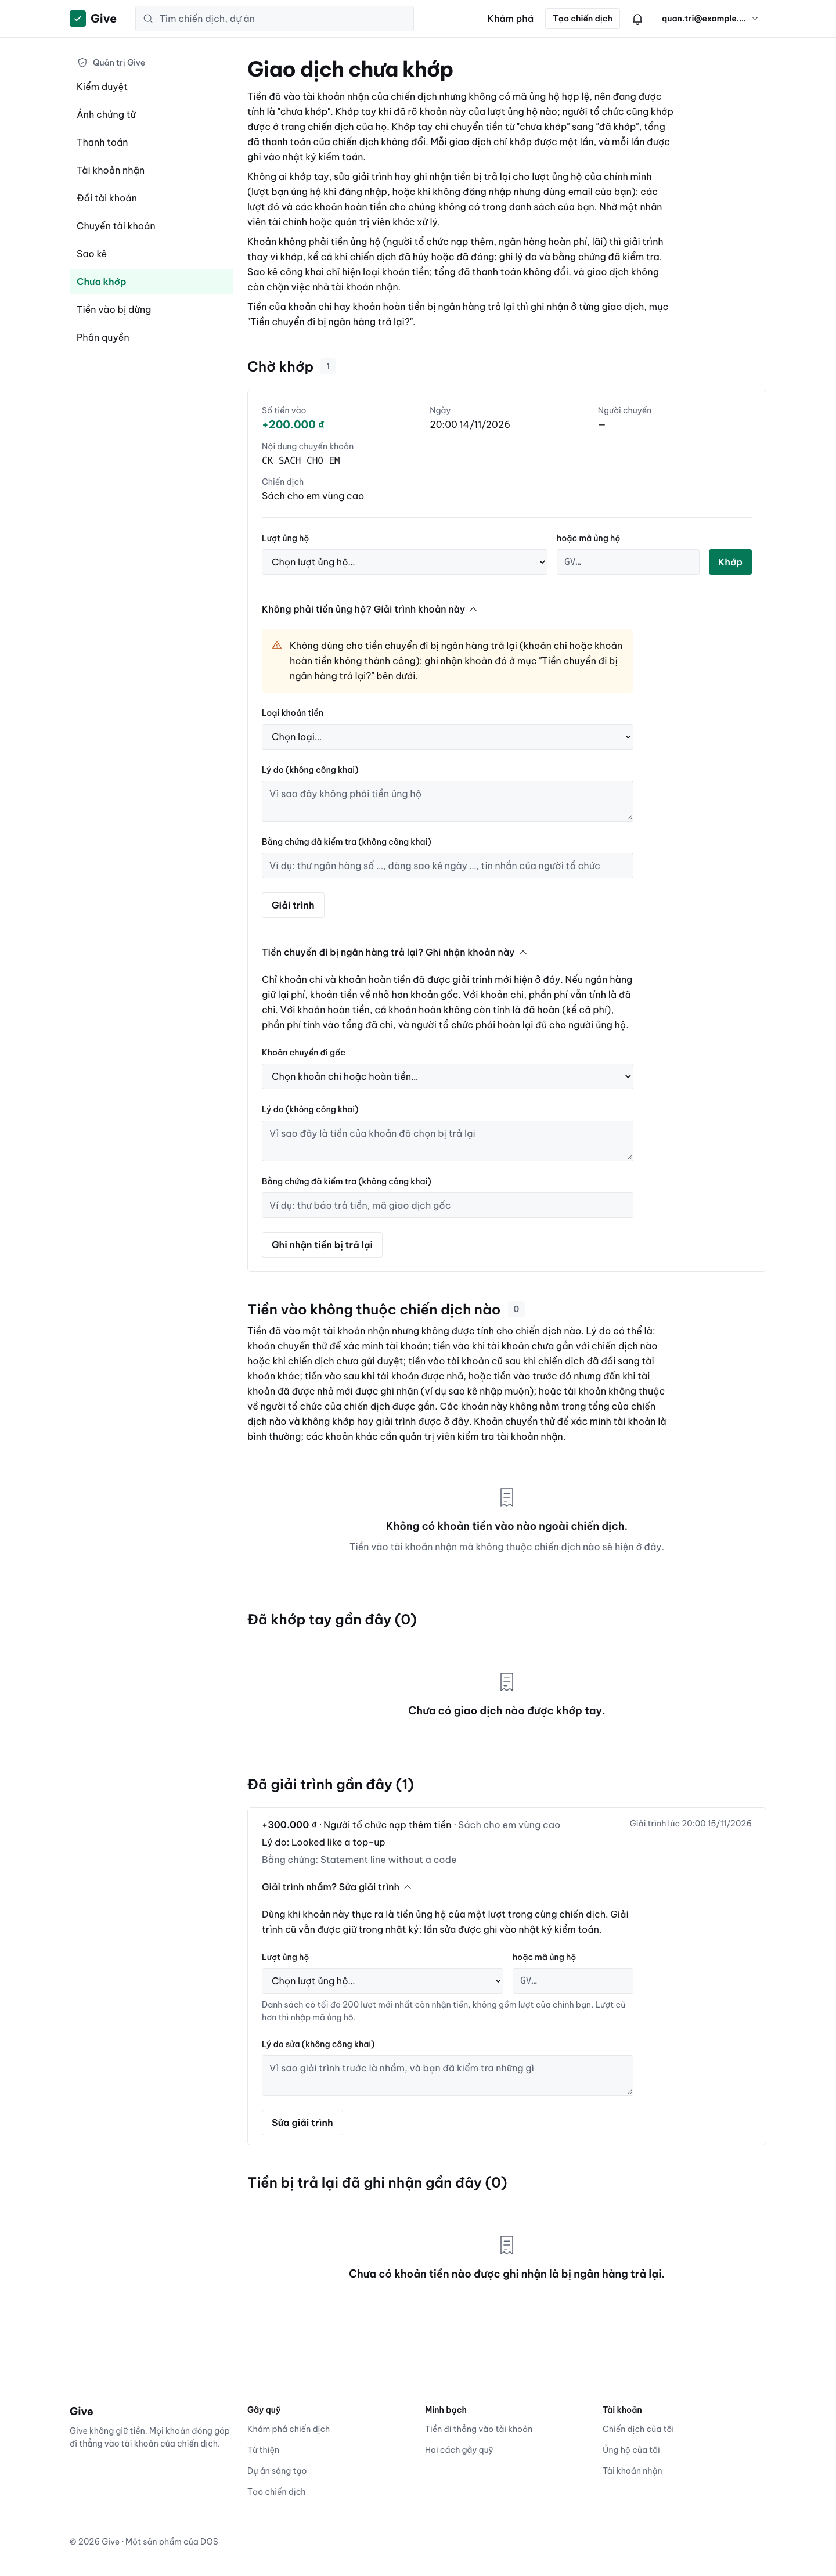 Give
Tìm chiến dịch, dự án
Khám phá
Tạo chiến dịch
quan.tri@example....
Quản trị Give
Kiểm duyệt
Ảnh chứng từ
Thanh toán
Tài khoản nhận
Đổi tài khoản
Chuyển tài khoản
Sao kê
Chưa khớp
Tiền vào bị dừng
Phân quyền
Giao dịch chưa khớp
Tiền đã vào tài khoản nhận của chiến dịch nhưng không có mã ủng hộ hợp lệ, nên đang được
tính là "chưa khớp". Khớp tay khi đã rõ khoản này của lượt ủng hộ nào; người tổ chức cũng khớp
được ở trang chiến dịch của họ. Khớp tay chỉ chuyển tiền từ "chưa khớp" sang "đã khớp", tổng
đã thanh toán của chiến dịch không đổi. Mỗi giao dịch chỉ khớp được một lần, và mỗi lần được
ghi vào nhật ký kiểm toán.
Không ai khớp tay, sửa giải trình hay ghi nhận tiền bị trả lại cho lượt ủng hộ của chính mình
(lượt bạn ủng hộ khi đăng nhập, hoặc khi không đăng nhập nhưng dùng email của bạn): các
lượt đó và các khoản hoàn tiền cho chúng không có trong danh sách của bạn. Nhờ một nhân
viên tài chính hoặc quản trị viên khác xử lý.
Khoản không phải tiền ủng hộ (người tổ chức nạp thêm, ngân hàng hoàn phí, lãi) thì giải trình
thay vì khớp, kể cả khi chiến dịch đã hủy hoặc đã đóng: ghi lý do và bằng chứng đã kiểm tra.
Sao kê công khai chỉ hiện loại khoản tiền; tổng đã thanh toán không đổi, và giao dịch không
còn chặn việc nhả tài khoản nhận.
Tiền của khoản chi hay khoản hoàn tiền bị ngân hàng trả lại thì ghi nhận ở từng giao dịch, mục
"Tiền chuyển đi bị ngân hàng trả lại?".
Chờ khớp 1
Số tiền vào
+200.000 ₫
Ngày
20:00 14/11/2026
Người chuyển
—
Nội dung chuyển khoản
CK SACH CHO EM
Chiến dịch
Sách cho em vùng cao
Lượt ủng hộ
Chọn lượt ủng hộ...
hoặc mã ủng hộ
GV…
Khớp
Không phải tiền ủng hộ? Giải trình khoản này
Không dùng cho tiền chuyển đi bị ngân hàng trả lại (khoản chi hoặc khoản
hoàn tiền không thành công): ghi nhận khoản đó ở mục "Tiền chuyển đi bị
ngân hàng trả lại?" bên dưới.
Loại khoản tiền
Chọn loại...
Lý do (không công khai)
Vì sao đây không phải tiền ủng hộ
Bằng chứng đã kiểm tra (không công khai)
Ví dụ: thư ngân hàng số ..., dòng sao kê ngày ..., tin nhắn của người tổ chức
Giải trình
Tiền chuyển đi bị ngân hàng trả lại? Ghi nhận khoản này
Chỉ khoản chi và khoản hoàn tiền đã được giải trình mới hiện ở đây. Nếu ngân hàng
giữ lại phí, khoản tiền về nhỏ hơn khoản gốc. Với khoản chi, phần phí vẫn tính là đã
chi. Với khoản hoàn tiền, cả khoản hoàn không còn tính là đã hoàn (kể cả phí),
phần phí tính vào tổng đã chi, và người tổ chức phải hoàn lại đủ cho người ủng hộ.
Khoản chuyển đi gốc
Chọn khoản chi hoặc hoàn tiền...
Lý do (không công khai)
Vì sao đây là tiền của khoản đã chọn bị trả lại
Bằng chứng đã kiểm tra (không công khai)
Ví dụ: thư báo trả tiền, mã giao dịch gốc
Ghi nhận tiền bị trả lại
Tiền vào không thuộc chiến dịch nào 0
Tiền đã vào một tài khoản nhận nhưng không được tính cho chiến dịch nào. Lý do có thể là:
khoản chuyển thử để xác minh tài khoản; tiền vào khi tài khoản chưa gắn với chiến dịch nào
hoặc khi chiến dịch chưa gửi duyệt; tiền vào tài khoản cũ sau khi chiến dịch đã đổi sang tài
khoản khác; tiền vào sau khi tài khoản được nhả, hoặc tiền vào trước đó nhưng đến khi tài
khoản đã được nhả mới được ghi nhận (ví dụ sao kê nhập muộn); hoặc tài khoản không thuộc
về người tổ chức của chiến dịch được gắn. Các khoản này không nằm trong tổng của chiến
dịch nào và không khớp hay giải trình được ở đây. Khoản chuyển thử để xác minh tài khoản là
bình thường; các khoản khác cần quản trị viên kiểm tra tài khoản nhận.
Không có khoản tiền vào nào ngoài chiến dịch.
Tiền vào tài khoản nhận mà không thuộc chiến dịch nào sẽ hiện ở đây.
Đã khớp tay gần đây (0)
Chưa có giao dịch nào được khớp tay.
Đã giải trình gần đây (1)
+300.000 ₫ · Người tổ chức nạp thêm tiền · Sách cho em vùng cao
Giải trình lúc 20:00 15/11/2026
Lý do: Looked like a top-up
Bằng chứng: Statement line without a code
Giải trình nhầm? Sửa giải trình
Dùng khi khoản này thực ra là tiền ủng hộ của một lượt trong cùng chiến dịch. Giải
trình cũ vẫn được giữ trong nhật ký; lần sửa được ghi vào nhật ký kiểm toán.
Lượt ủng hộ
Chọn lượt ủng hộ...
hoặc mã ủng hộ
GV…
Danh sách có tối đa 200 lượt mới nhất còn nhận tiền, không gồm lượt của chính bạn. Lượt cũ
hơn thì nhập mã ủng hộ.
Lý do sửa (không công khai)
Vì sao giải trình trước là nhầm, và bạn đã kiểm tra những gì
Sửa giải trình
Tiền bị trả lại đã ghi nhận gần đây (0)
Chưa có khoản tiền nào được ghi nhận là bị ngân hàng trả lại.
Give
Give không giữ tiền. Mọi khoản đóng góp
đi thẳng vào tài khoản của chiến dịch.
Gây quỹ
Khám phá chiến dịch
Từ thiện
Dự án sáng tạo
Tạo chiến dịch
Minh bạch
Tiền đi thẳng vào tài khoản
Hai cách gây quỹ
Tài khoản
Chiến dịch của tôi
Ủng hộ của tôi
Tài khoản nhận
© 2026 Give · Một sản phẩm của DOS